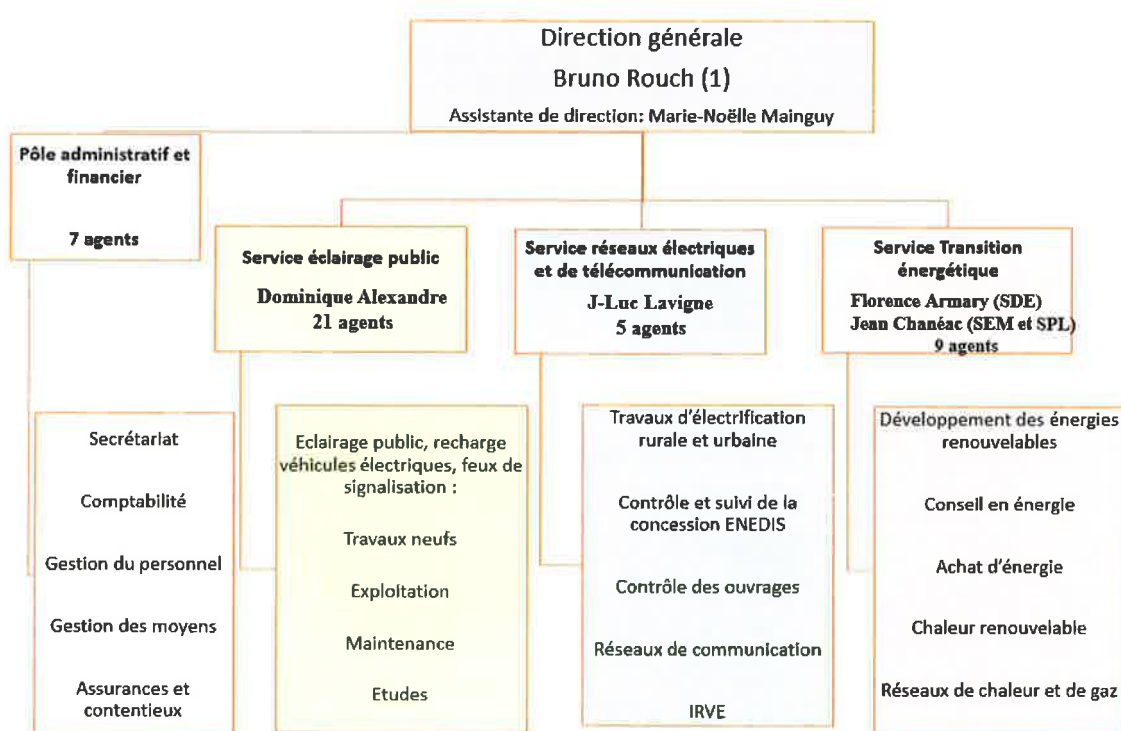 Direction générale
Bruno Rouch (1)
Assistante de direction: Marie-Noëlle Mainguy
Pôle administratif et
financier
7 agents
Service éclairage public
Dominique Alexandre
21 agents
Service réseaux électriques
et de télécommunication
J-Luc Lavigne
5 agents
Service Transition
énergétique
Florence Armary (SDE)
Jean Chanéac (SEM et SPL)
9 agents
Secrétariat
Comptabilité
Gestion du personnel
Gestion des moyens
Assurances et
contentieux
Eclairage public, recharge
véhicules électriques, feux de
signalisation :
Travaux neufs
Exploitation
Maintenance
Etudes
Travaux d'électrification
rurale et urbaine
Contrôle et suivi de la
concession ENEDIS
Contrôle des ouvrages
Réseaux de communication
IRVE
Développement des énergies
renouvelables
Conseil en énergie
Achat d'énergie
Chaleur renouvelable
Réseaux de chaleur et de gaz